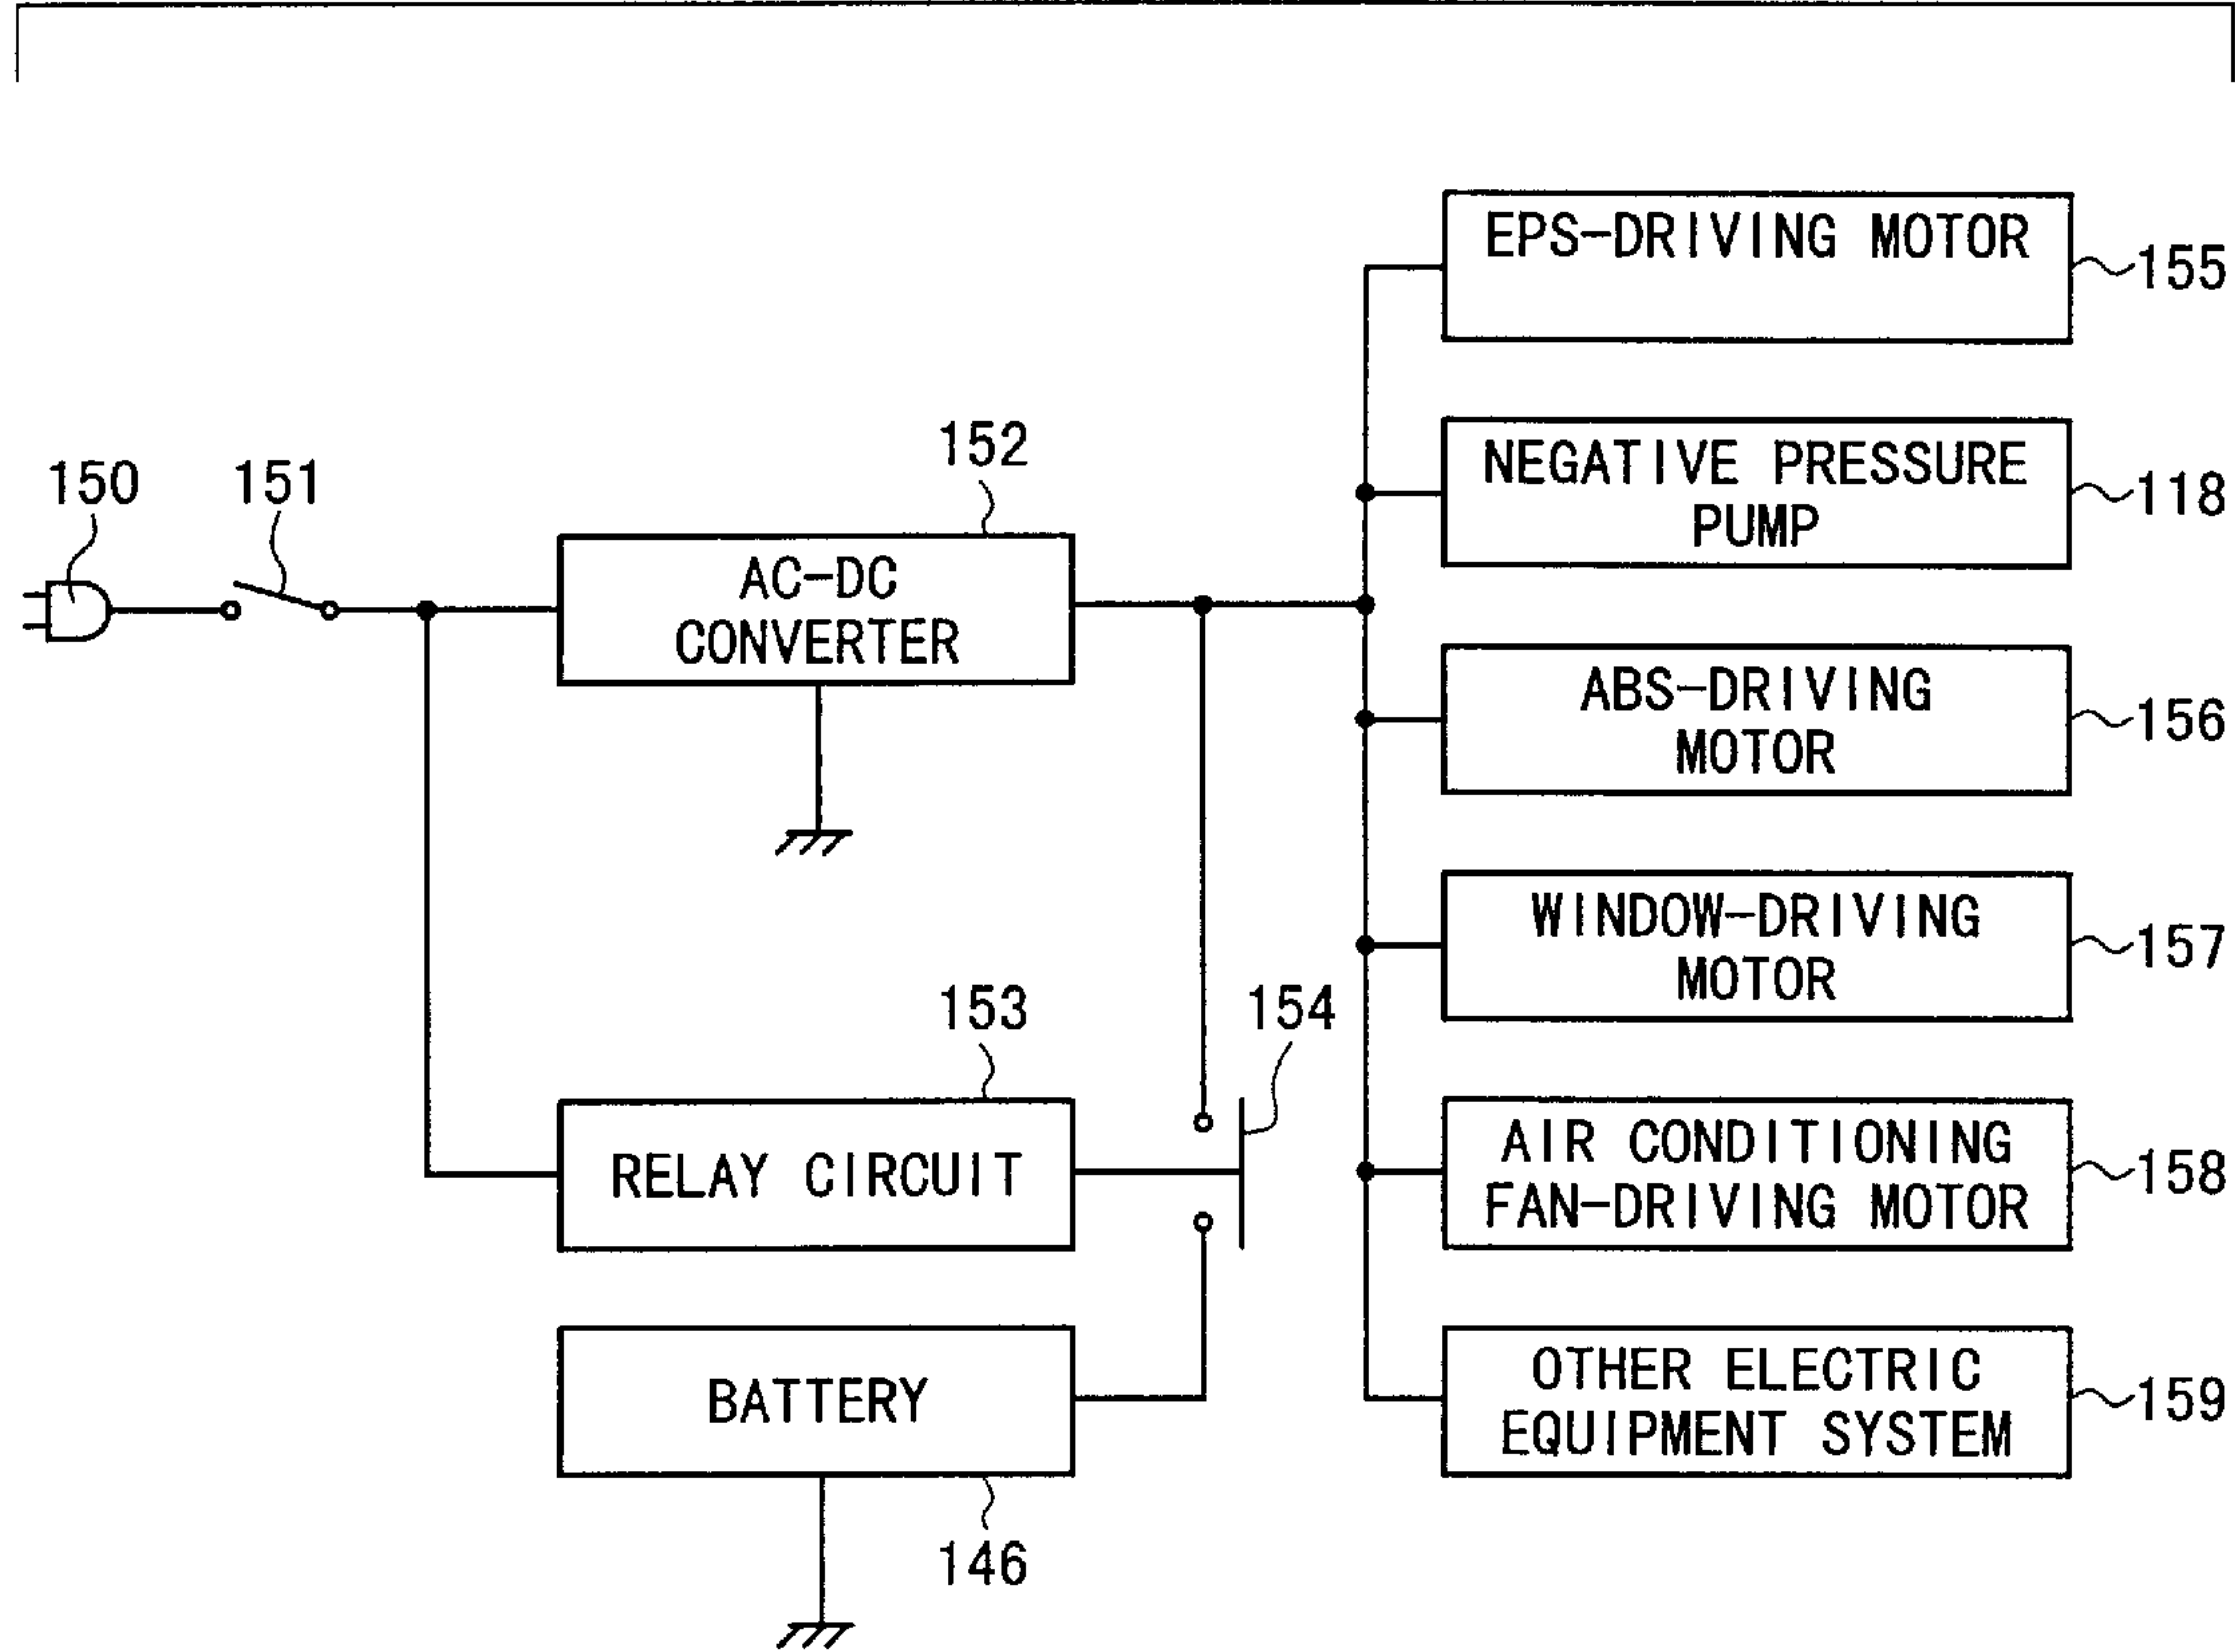 150
151
152
AC-DC
CONVERTER
153
RELAY CIRCUIT
154
BATTERY
146
EPS-DRIVING MOTOR
155
NEGATIVE PRESSURE
PUMP
118
ABS-DRIVING
MOTOR
156
WINDOW-DRIVING
MOTOR
157
AIR CONDITIONING
FAN-DRIVING MOTOR
158
OTHER ELECTRIC
EQUIPMENT SYSTEM
159